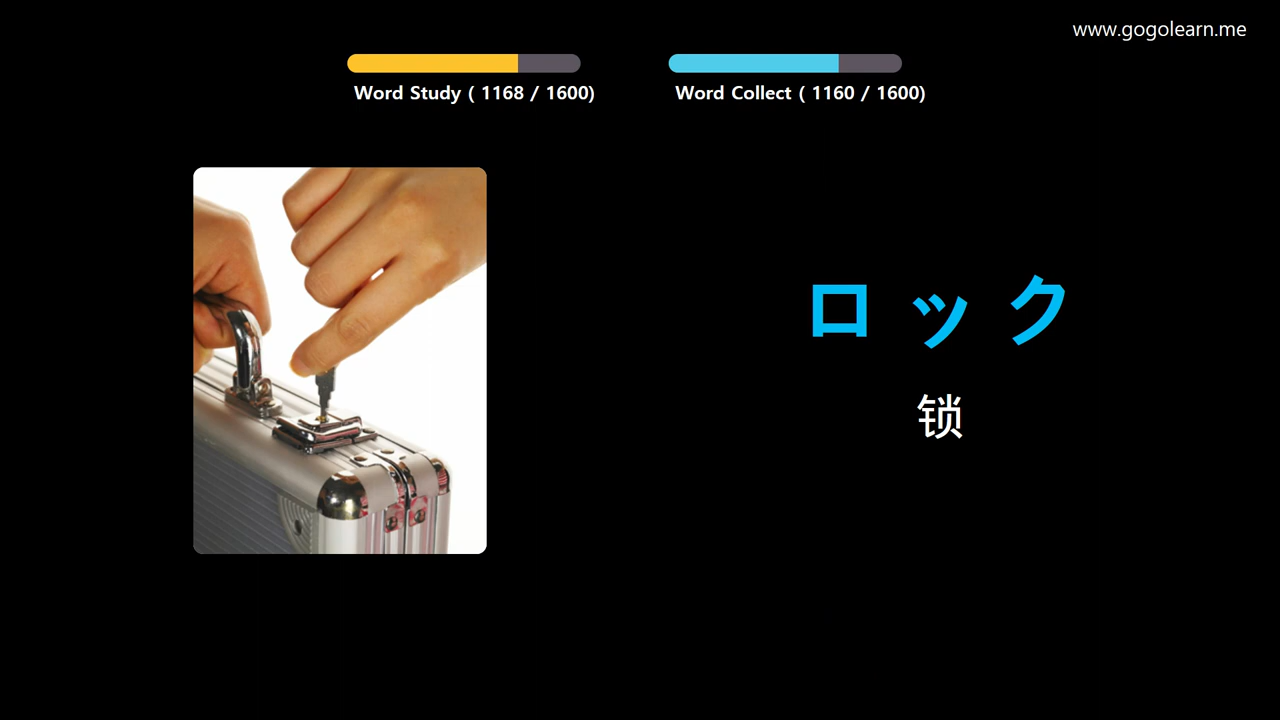 www.gogolearn.me
Word Study ( 1168 / 1600)
Word Collect ( 1160 / 1600)
ロック
锁